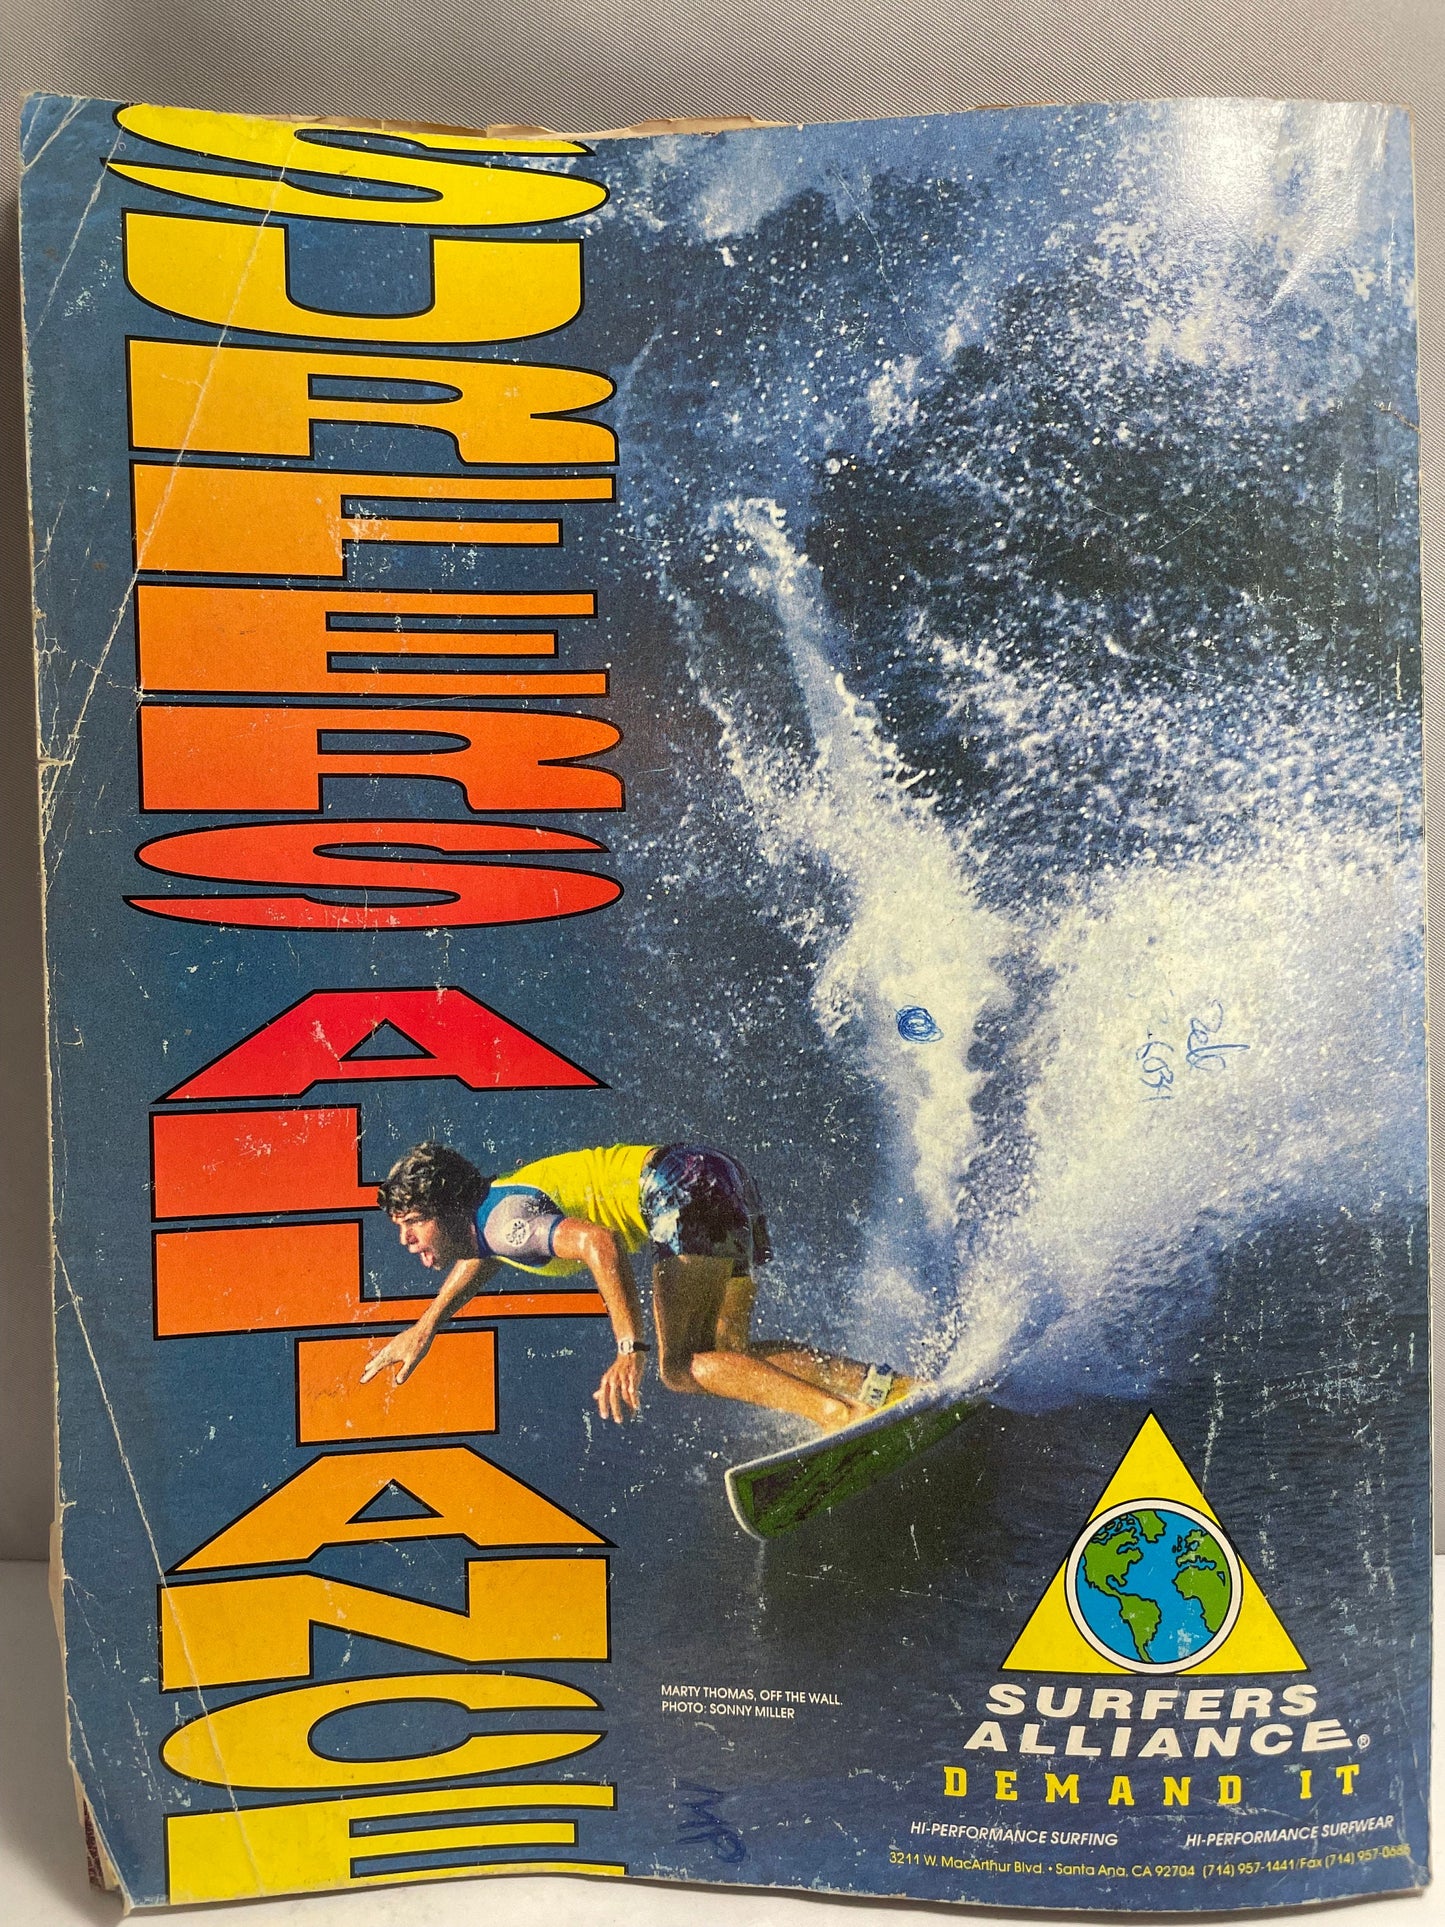 SURFERS ALLIANCE
MARTY THOMAS, OFF THE WALL.
PHOTO: SONNY MILLER
SURFERS
ALLIANCE®
DEMAND IT
HI-PERFORMANCE SURFING HI-PERFORMANCE SURFWEAR
3211 W. MacArthur Blvd. • Santa Ana, CA 92704 (714) 957-1441/Fax (714) 957-0685